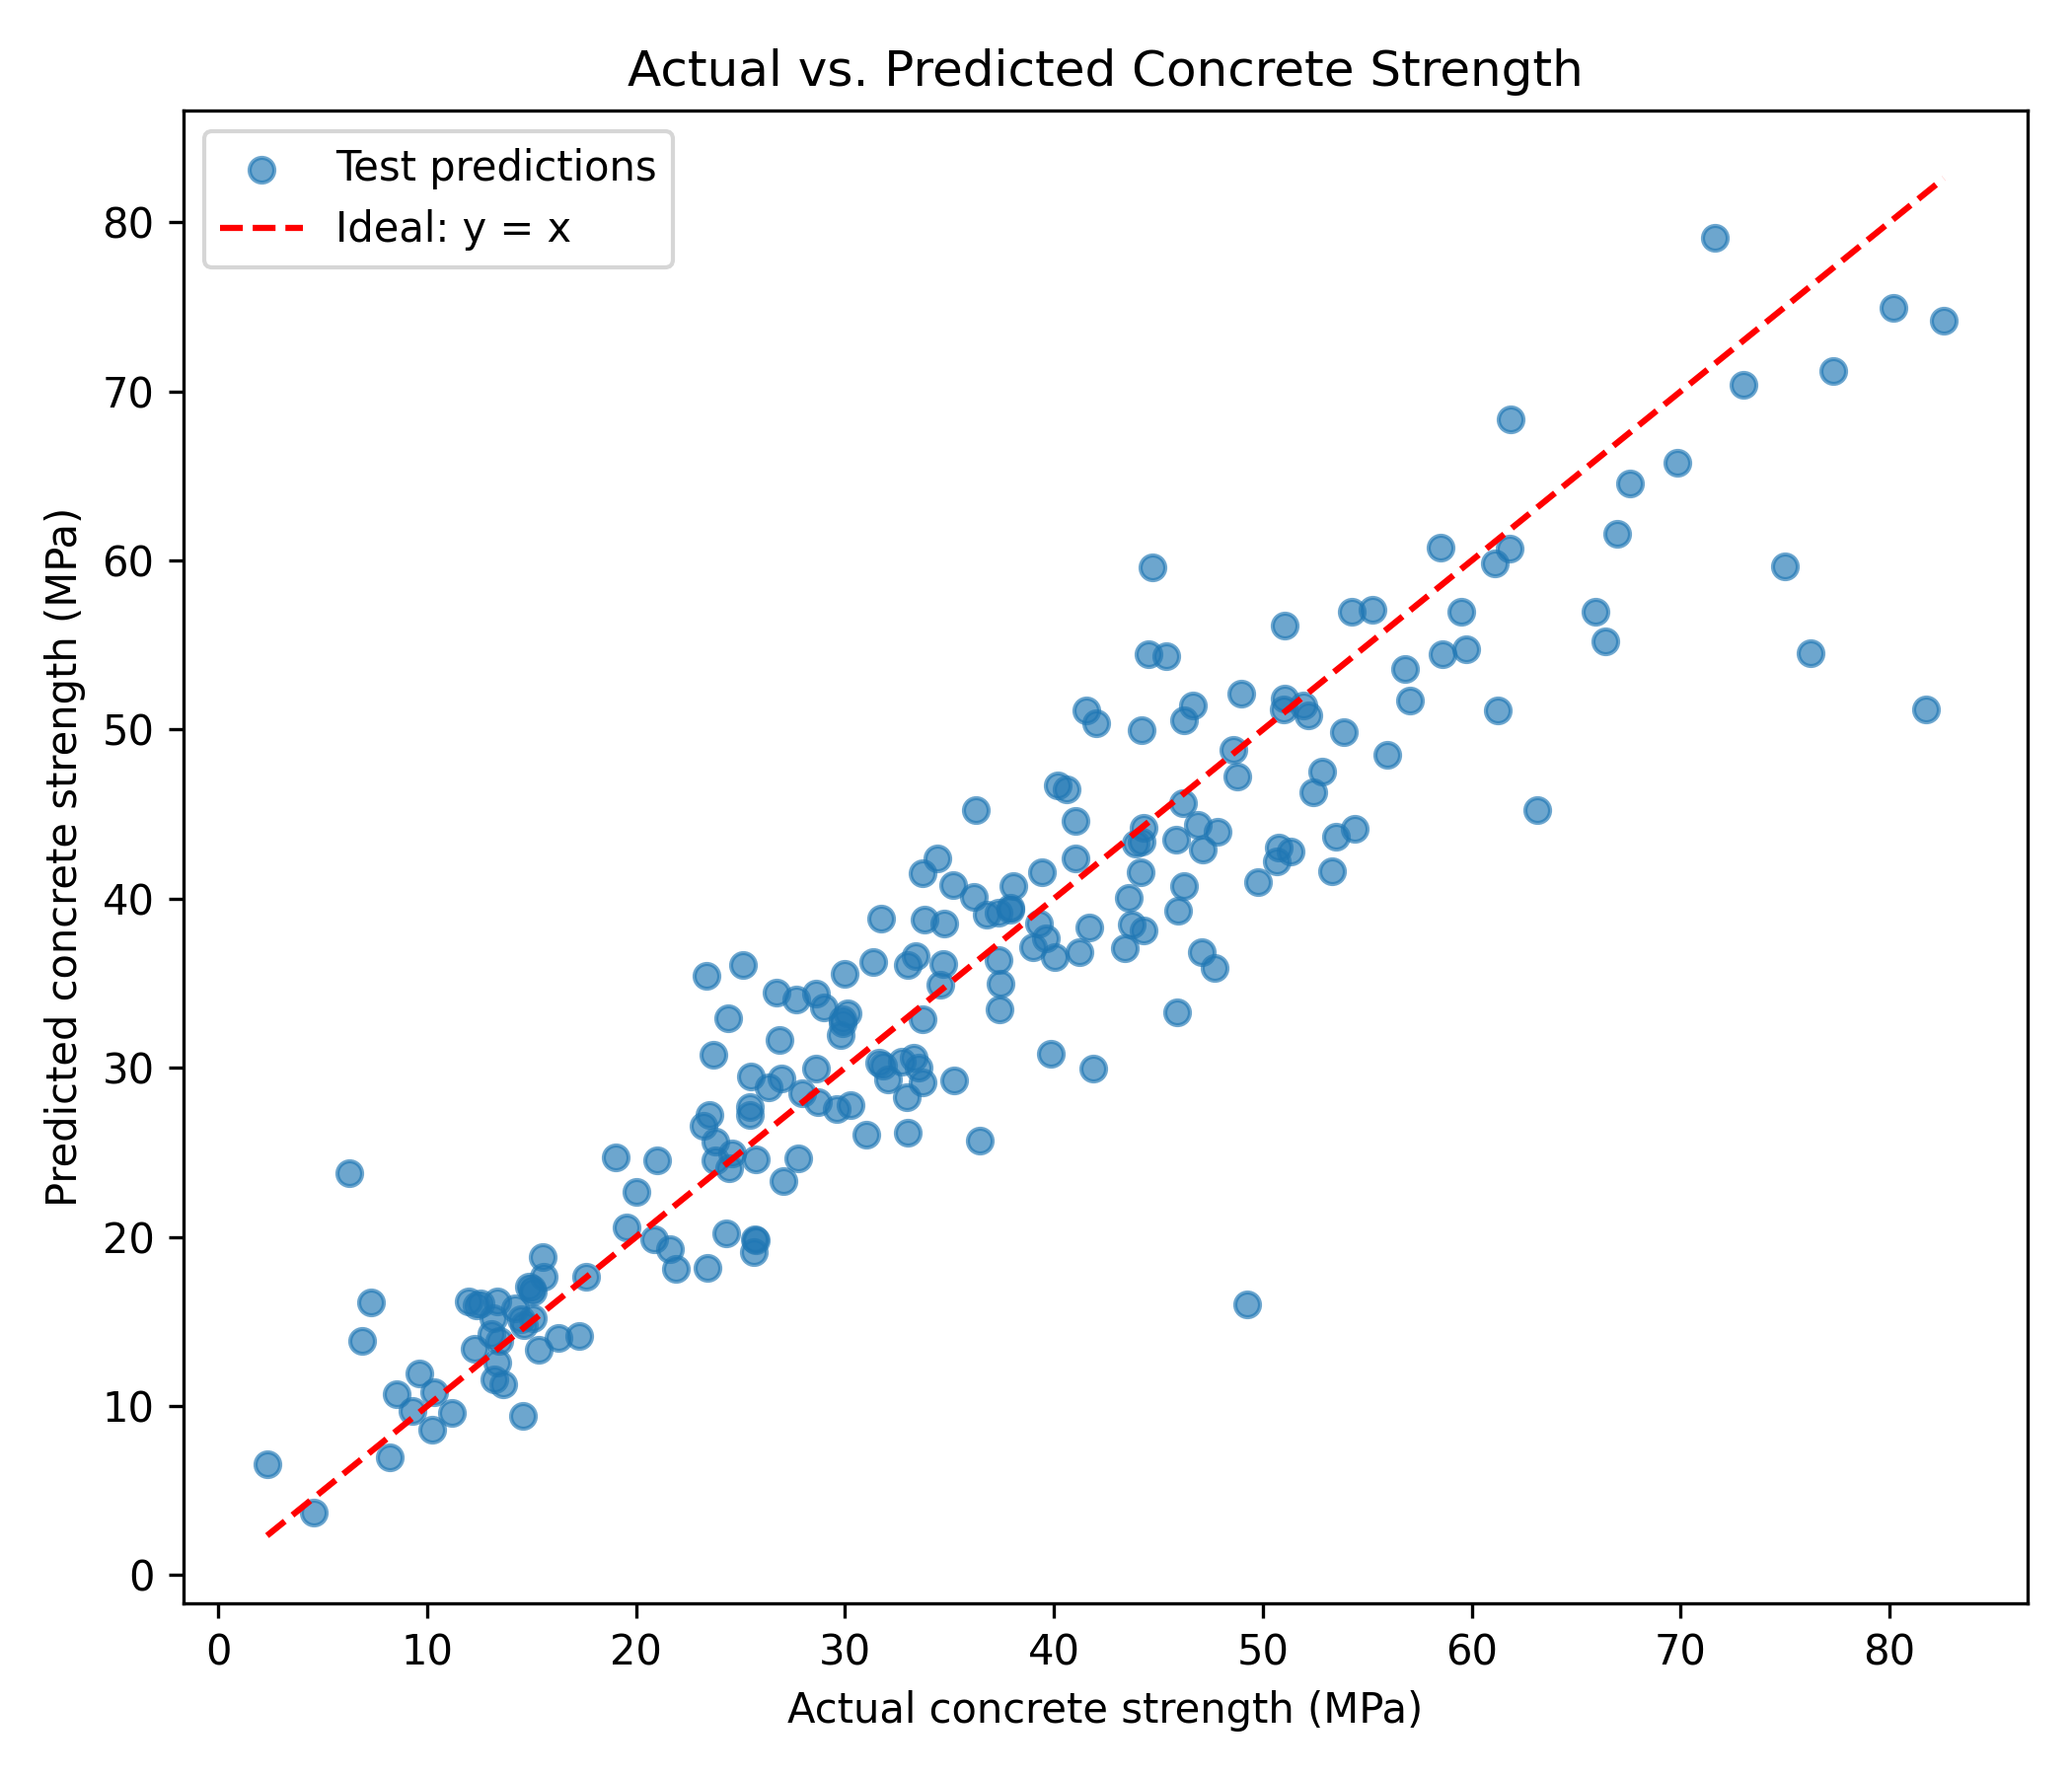 Actual vs. Predicted Concrete Strength
Test predictions
Ideal: y = x
80
70
60
50
40
30
20
10
0
Predicted concrete strength (MPa)
0 10 20 30 40 50 60 70 80
Actual concrete strength (MPa)